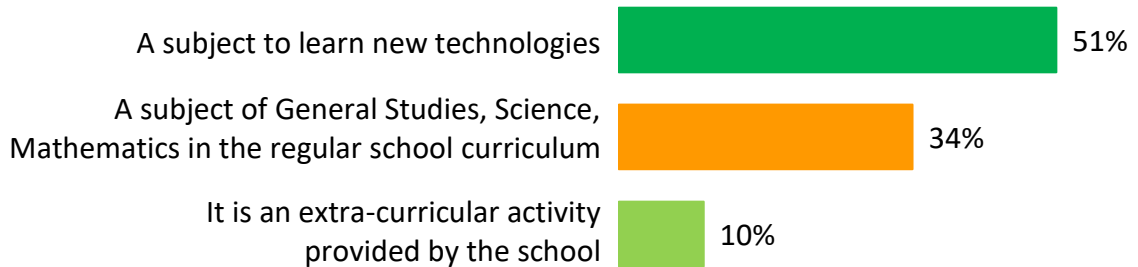 A subject to learn new technologies
51%
A subject of General Studies, Science,
Mathematics in the regular school curriculum
34%
It is an extra-curricular activity
provided by the school
10%